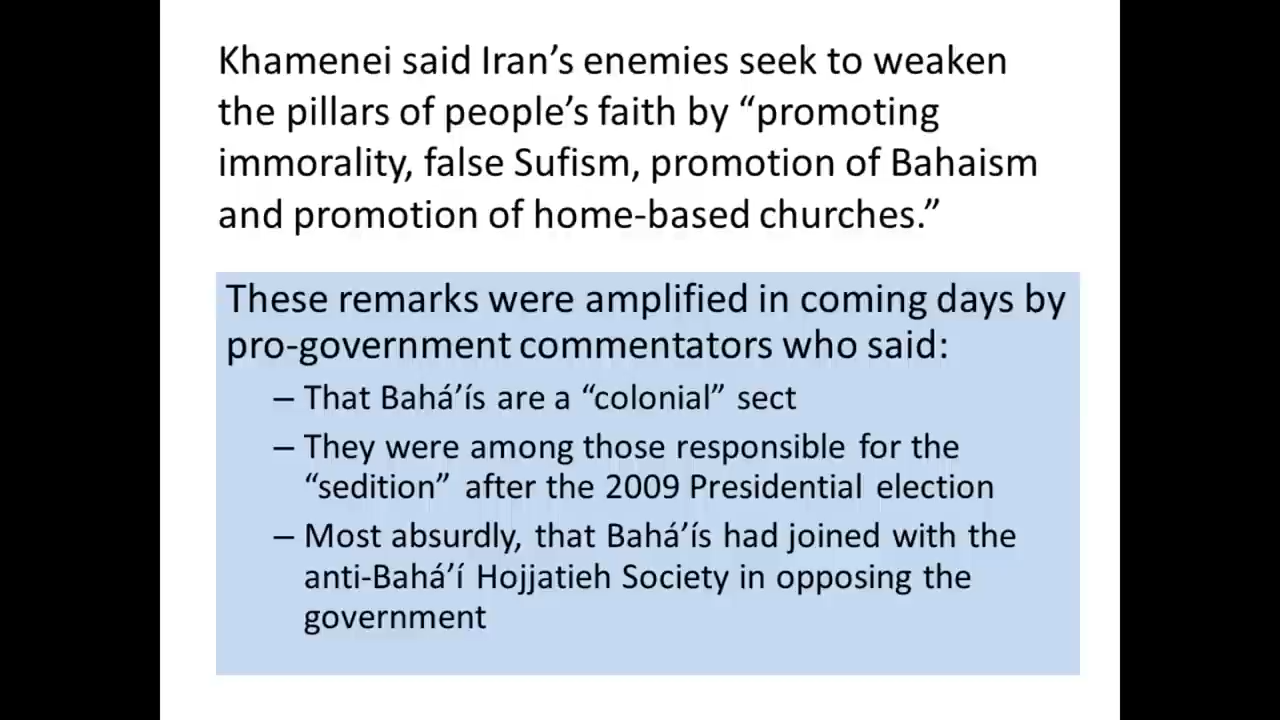 Khamenei said Iran’s enemies seek to weaken
the pillars of people’s faith by “promoting
immorality, false Sufism, promotion of Bahaism
and promotion of home-based churches.”
These remarks were amplified in coming days by
pro-government commentators who said:
– That Bahá’ís are a “colonial” sect
– They were among those responsible for the
“sedition” after the 2009 Presidential election
– Most absurdly, that Bahá’ís had joined with the
anti-Bahá’í Hojjatieh Society in opposing the
government